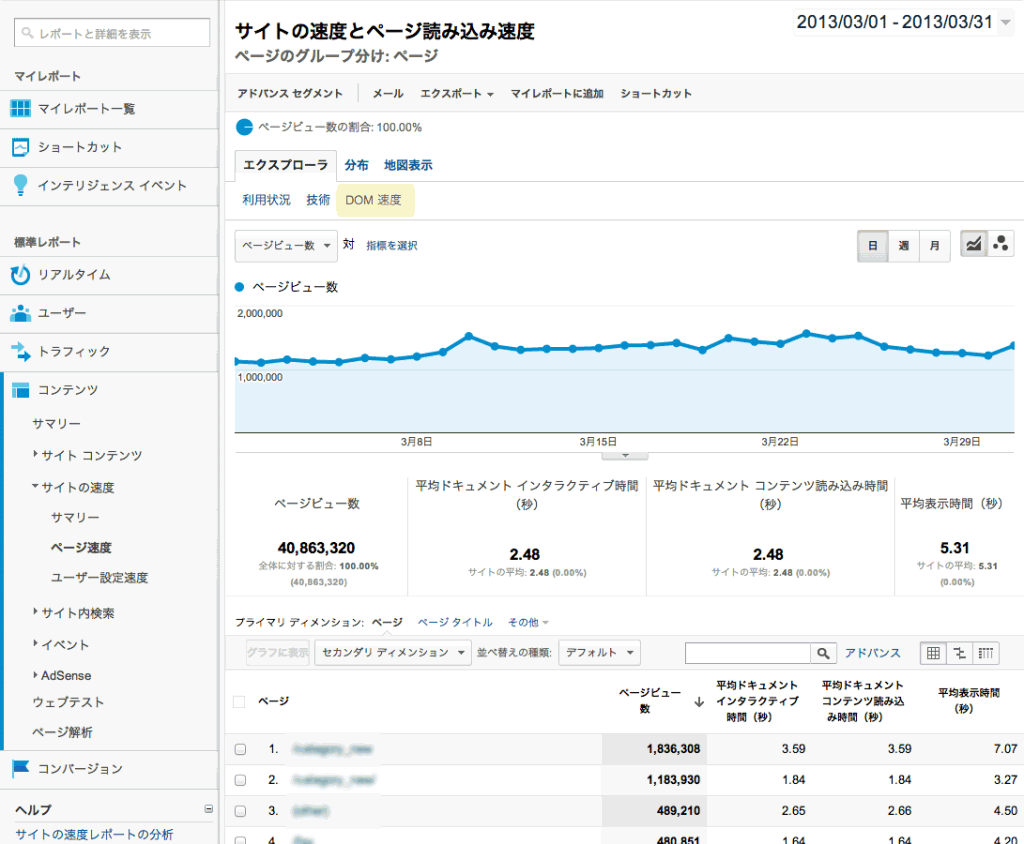 レポートと詳細を表示
マイレポート
マイレポート一覧
ショートカット
インテリジェンス イベント
標準レポート
リアルタイム
ユーザー
トラフィック
コンテンツ
サマリー
サイト コンテンツ
サイトの速度
サマリー
ページ速度
ユーザー設定速度
サイト内検索
イベント
AdSense
ウェブテスト
ページ解析
コンバージョン
ヘルプ
サイトの速度レポートの分析
サイトの速度とページ読み込み速度
2013/03/01 - 2013/03/31
ページのグループ分け: ページ
アドバンス セグメント メール エクスポート マイレポートに追加 ショートカット
ページビュー数の割合: 100.00%
エクスプローラ 分布 地図表示
利用状況 技術 DOM 速度
ページビュー数 対 指標を選択 日 週 月
ページビュー数
2,000,000
1,000,000
3月8日 3月15日 3月22日 3月29日
ページビュー数
40,863,320
全体に対する割合: 100.00%
(40,863,320)
平均ドキュメント インタラクティブ時間
（秒）
2.48
サイトの平均: 2.48 (0.00%)
平均ドキュメント コンテンツ読み込み時間
（秒）
2.48
サイトの平均: 2.48 (0.00%)
平均表示時間（秒）
5.31
サイトの平均: 5.31
(0.00%)
プライマリ ディメンション: ページ ページ タイトル その他
グラフに表示 セカンダリ ディメンション 並べ替えの種類: デフォルト アドバンス
ページ
ページビュー
数
平均ドキュメント
インタラクティブ
時間（秒）
平均ドキュメント
コンテンツ読み込
み時間（秒）
平均表示時間
（秒）
1. 1,836,308 3.59 3.59 7.07
2. 1,183,930 1.84 1.84 3.27
3. 489,210 2.65 2.66 4.50
4. 480,851 1.64 1.64 4.20